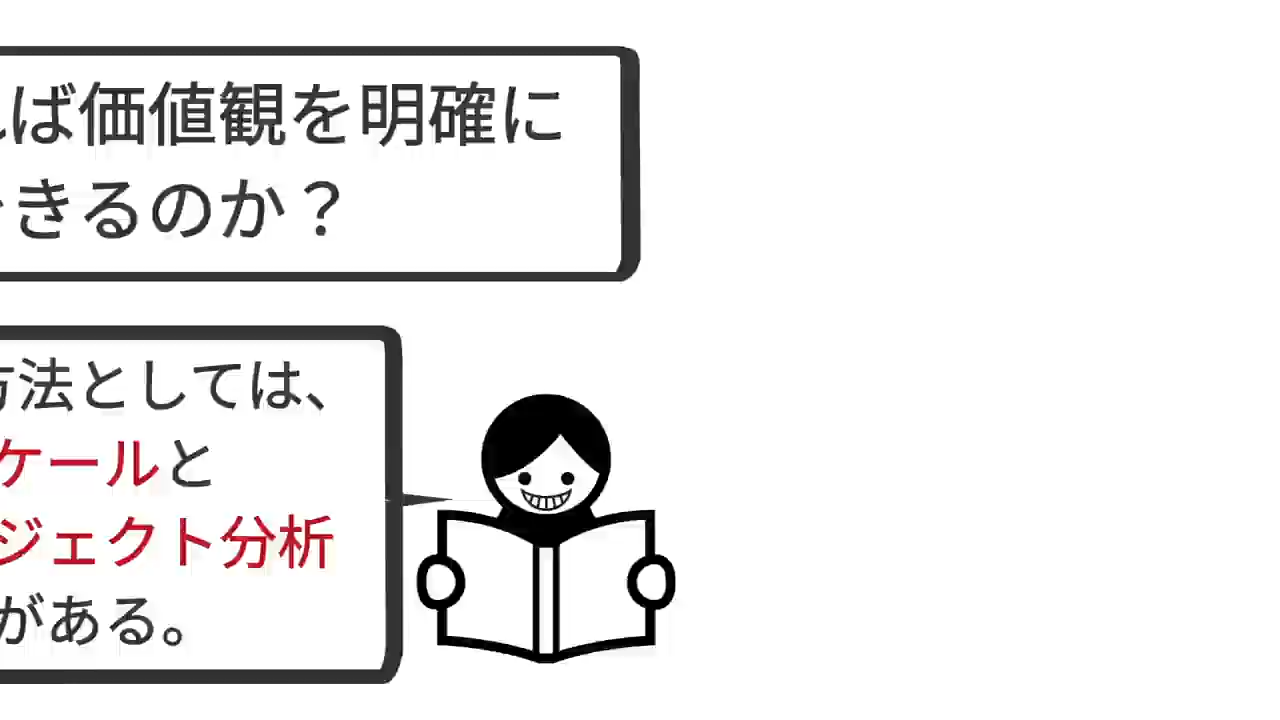 ば価値観を明確に
きるのか？
法としては、
ケールと
ジェクト分析
がある。